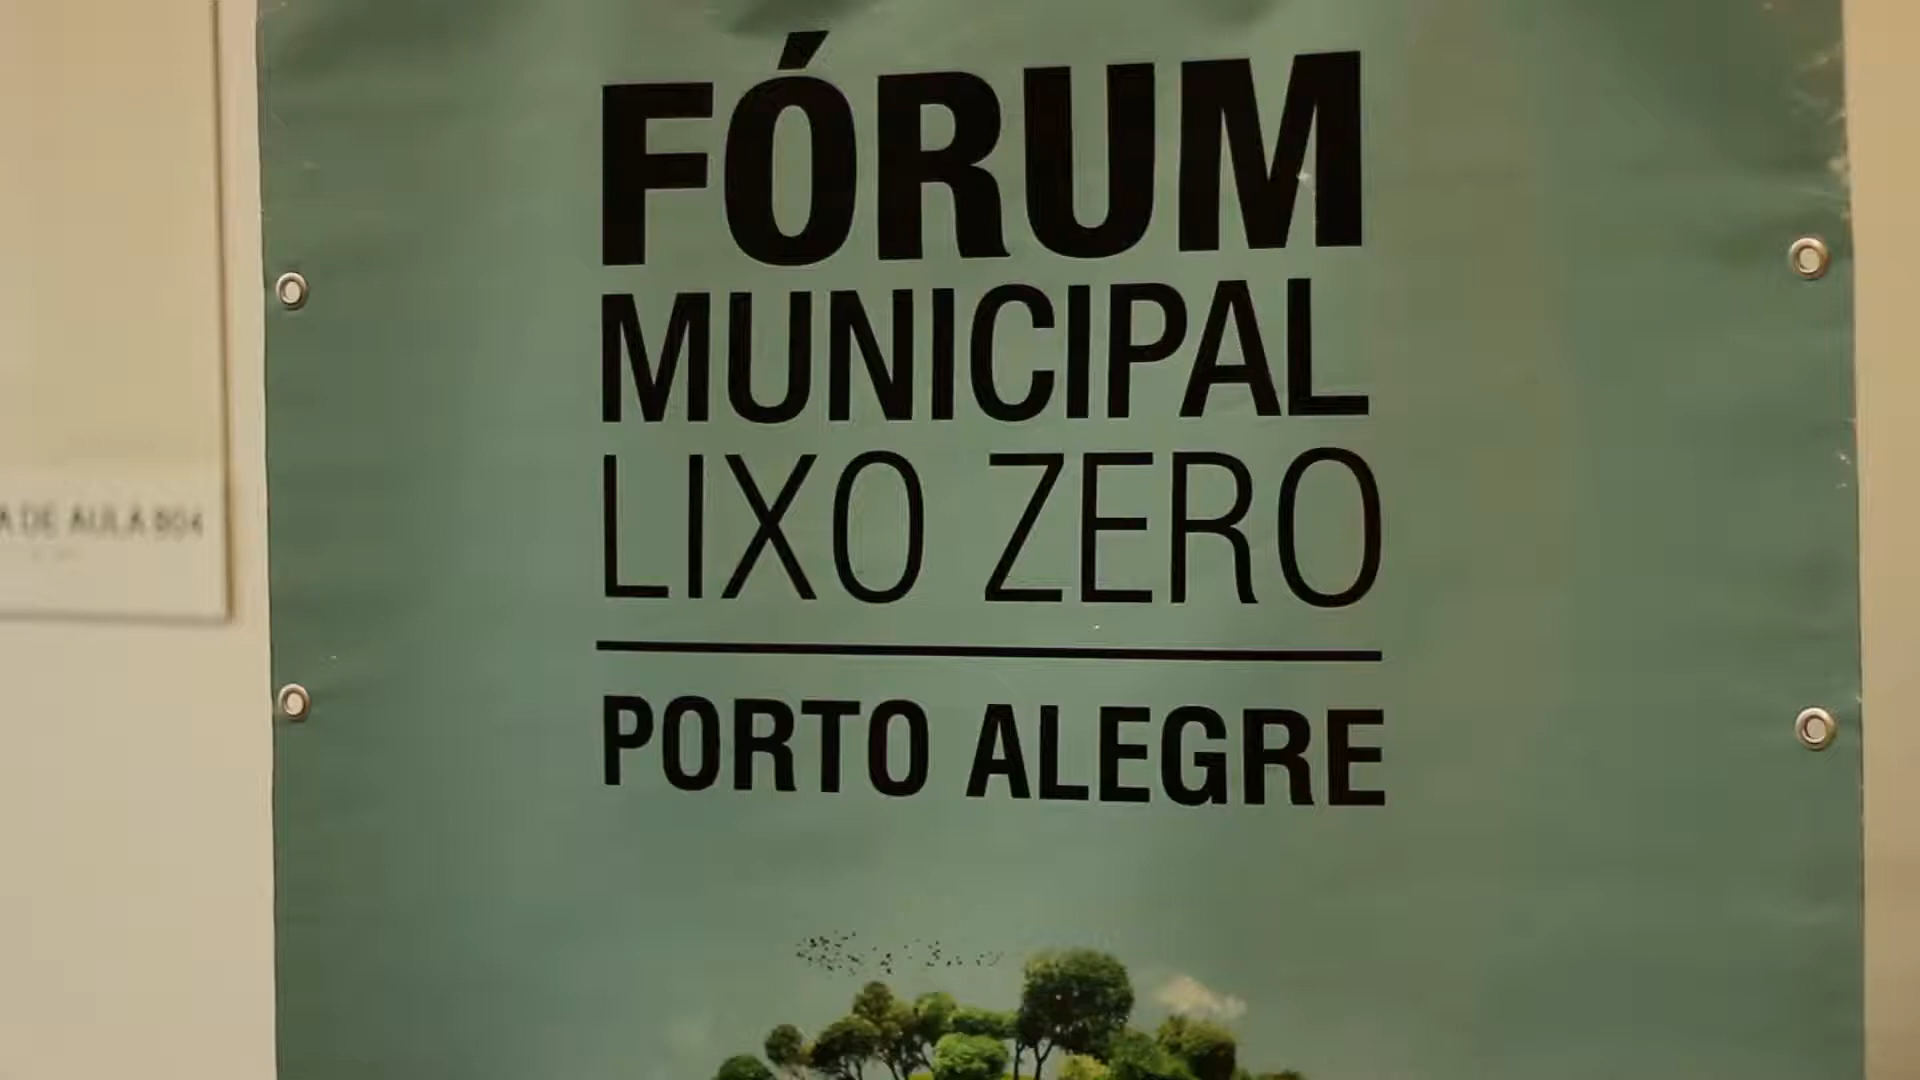 FÓRUM
MUNICIPAL
LIXO ZERO
PORTO ALEGRE
A DE AULA 804